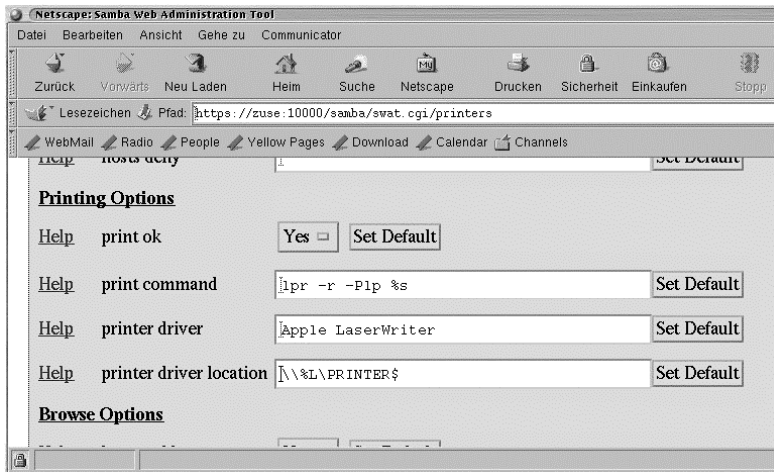 Netscape: Samba Web Administration Tool
Datei Bearbeiten Ansicht Gehe zu Communicator
My
Zurück Vorwärts Neu Laden Heim Suche Netscape Drucken Sicherheit Einkaufen Stopp
Lesezeichen Pfad: https://zuse:10000/samba/swat.cgi/printers
WebMail Radio People Yellow Pages Download Calendar Channels
Help hosts deny Set Default
Printing Options
Help print ok Yes Set Default
Help print command lpr -r -Plp %s Set Default
Help printer driver Apple LaserWriter Set Default
Help printer driver location \\%L\PRINTER$ Set Default
Browse Options